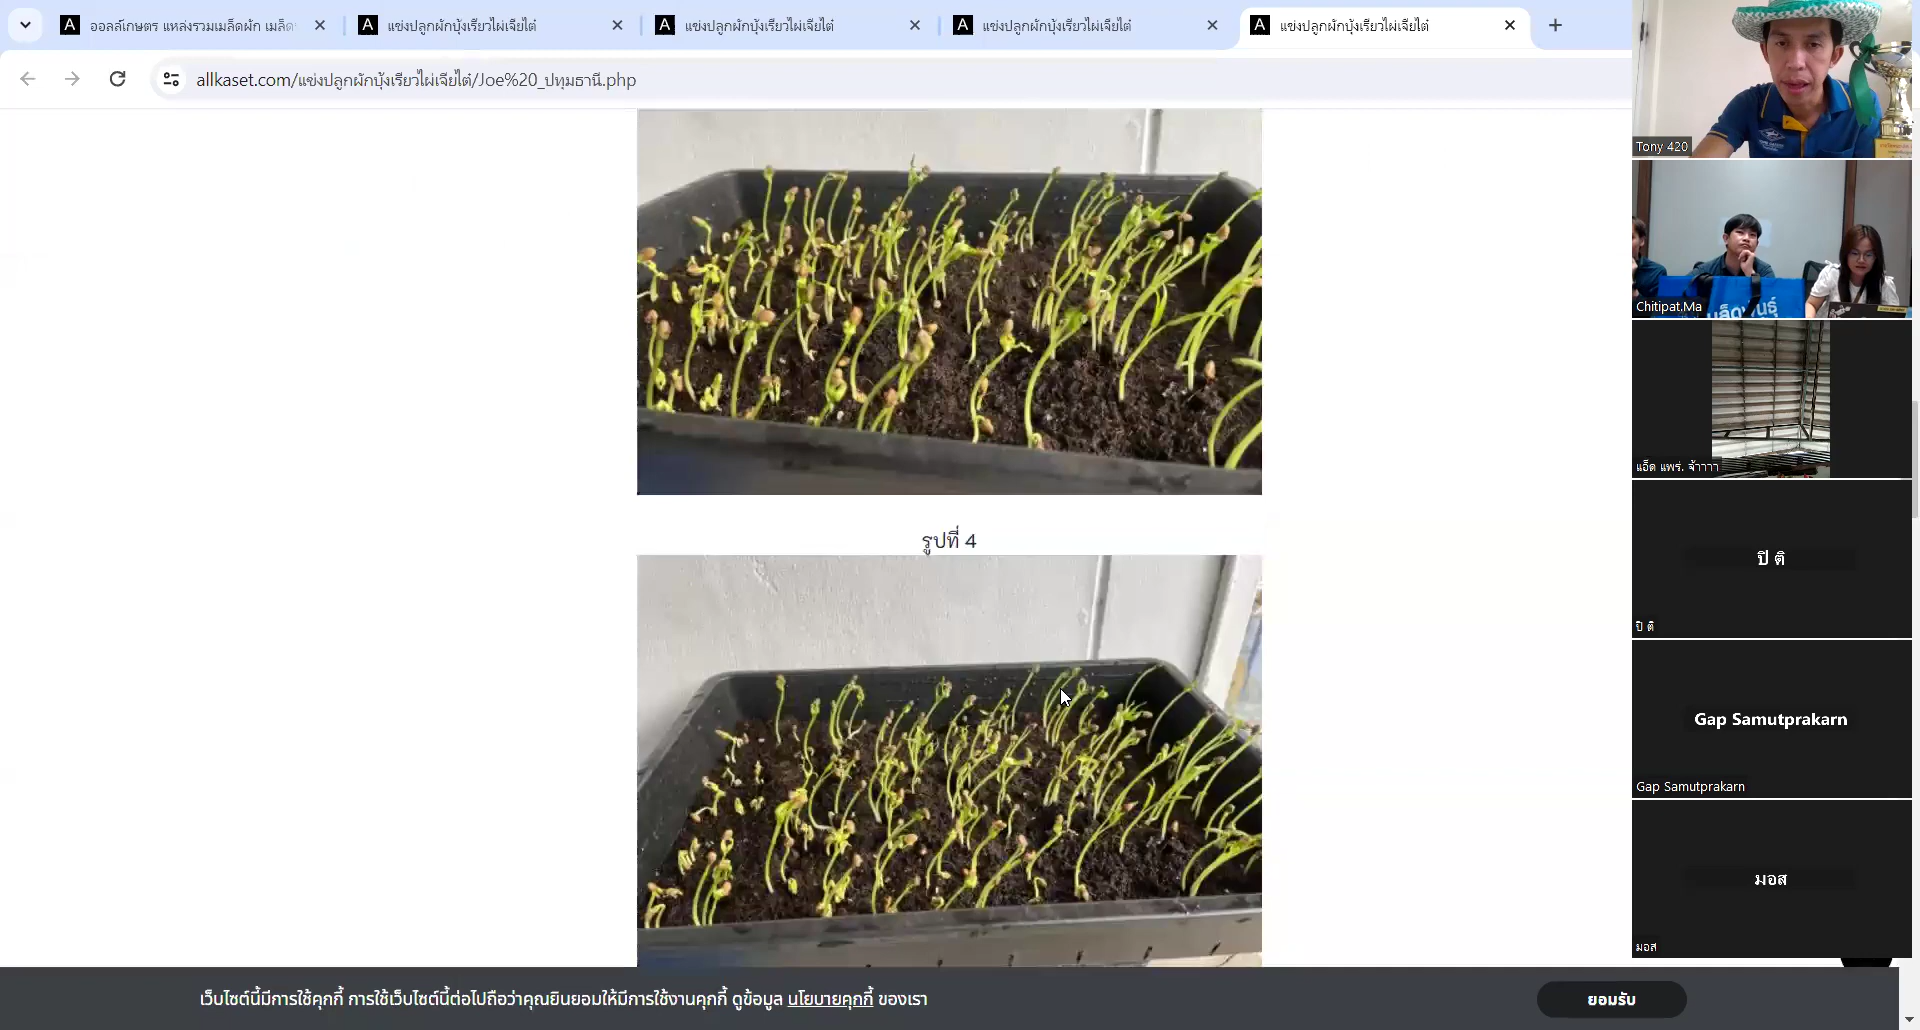 ออลล์เกษตร แหล่งรวมเมล็ดผัก เมล็ด
แข่งปลูกผักบุ้งเรียวไผ่เจียไต๋
แข่งปลูกผักบุ้งเรียวไผ่เจียไต๋
แข่งปลูกผักบุ้งเรียวไผ่เจียไต๋
แข่งปลูกผักบุ้งเรียวไผ่เจียไต๋
allkaset.com/แข่งปลูกผักบุ้งเรียวไผ่เจียไต๋/Joe%20_ปทุมธานี.php
Tony 420
Chitipat.Ma
แอ็ด แพร่. จ้าาาา
รูปที่ 4
ปิ ติ
ปิ ติ
Gap Samutprakarn
Gap Samutprakarn
มอส
มอส
เว็บไซต์นี้มีการใช้คุกกี้ การใช้เว็บไซต์นี้ต่อไปถือว่าคุณยินยอมให้มีการใช้งานคุกกี้ ดูข้อมูล นโยบายคุกกี้ ของเรา
ยอมรับ